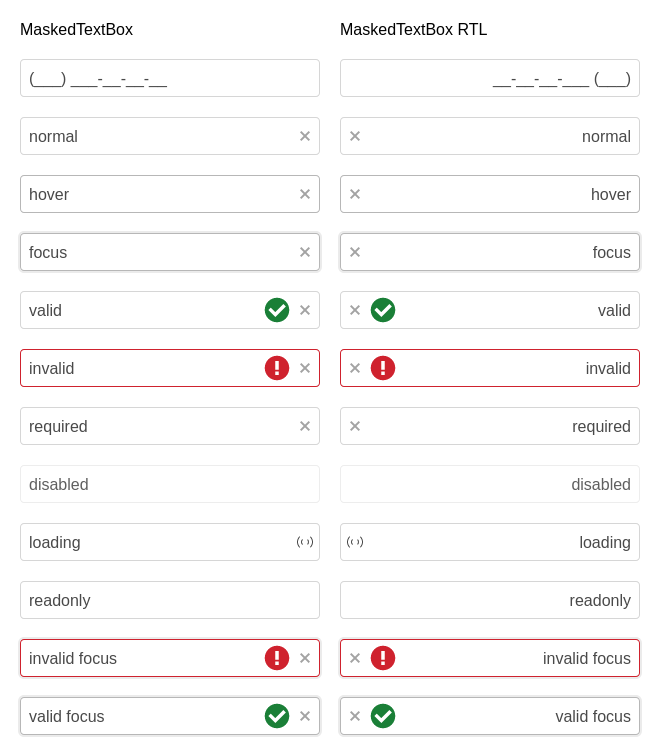 MaskedTextBox MaskedTextBox RTL
(___) ___-__-__-__ __-__-__-___ (___)
normal normal
hover hover
focus focus
valid valid
invalid invalid
required required
disabled disabled
loading loading
readonly readonly
invalid focus invalid focus
valid focus valid focus